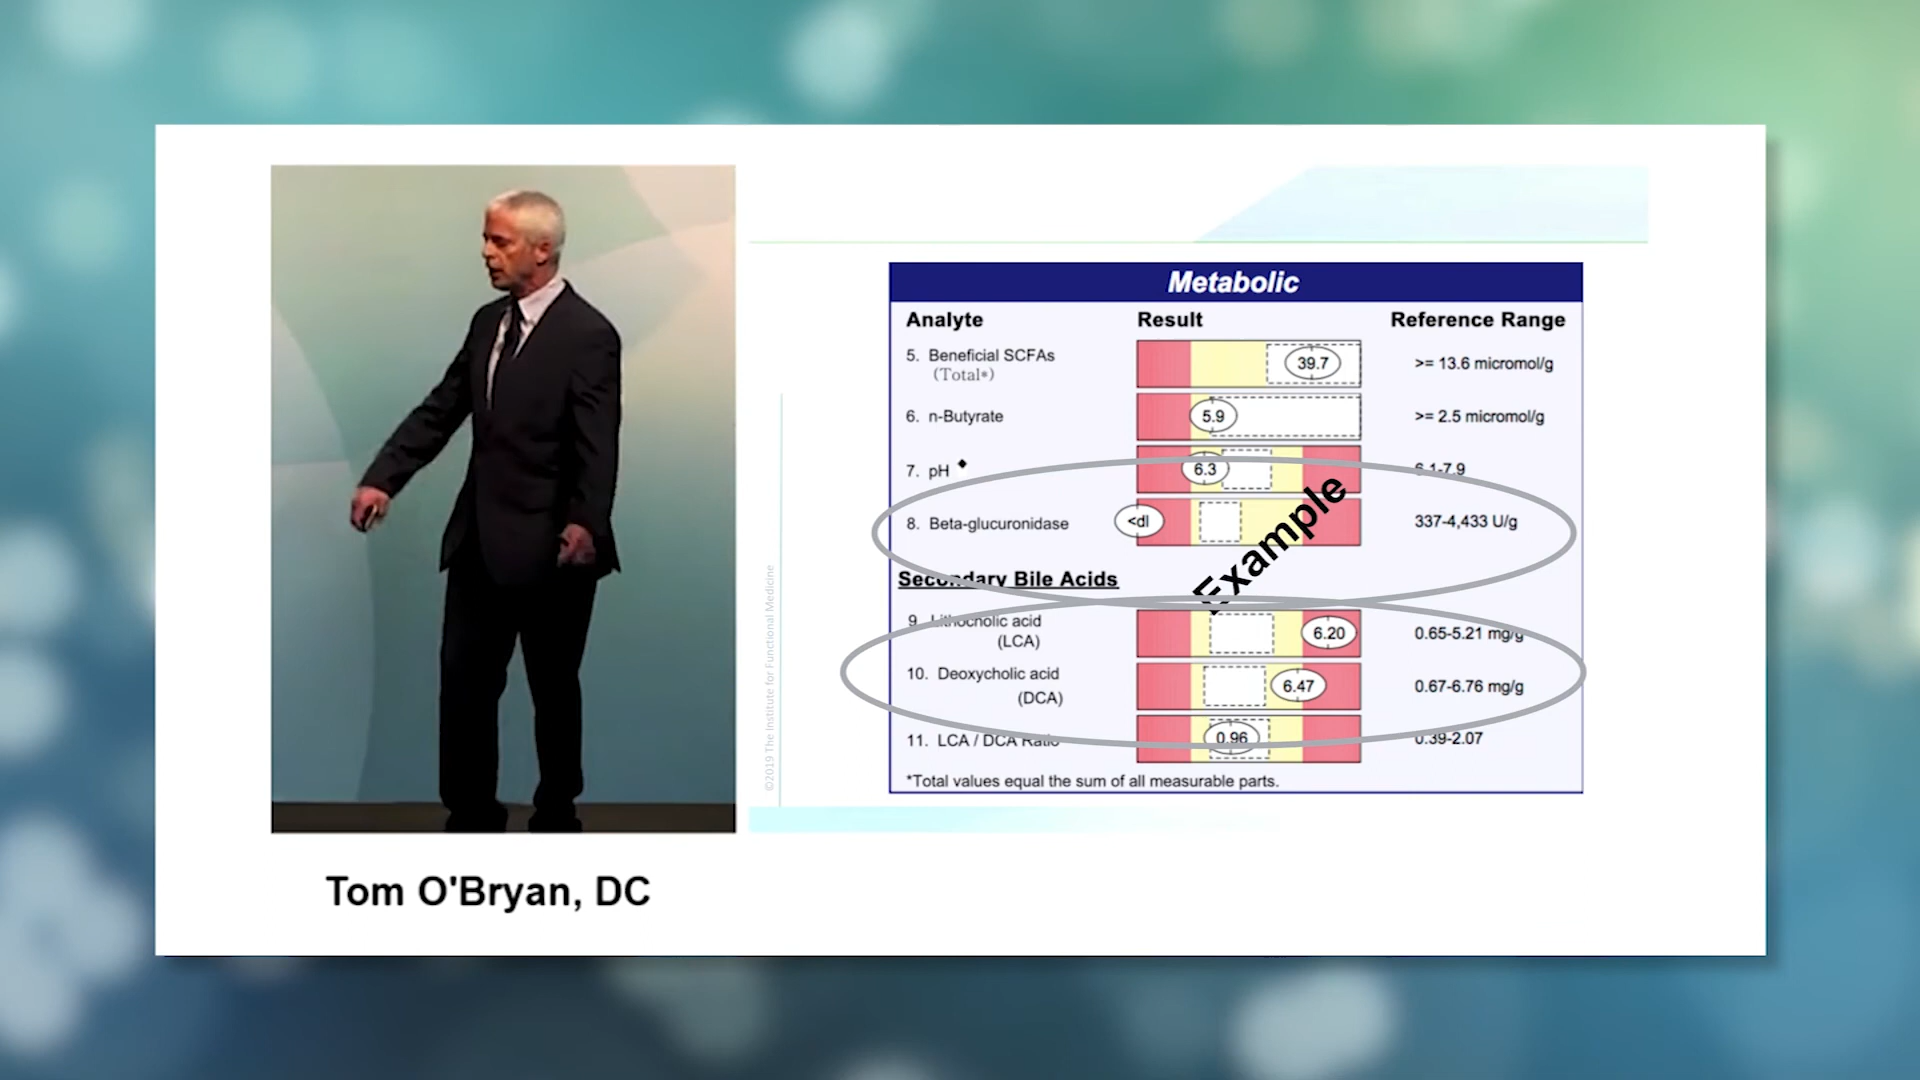 Metabolic
Analyte Result Reference Range
5. Beneficial SCFAs 39.7 >= 13.6 micromol/g
(Total*)
6. n-Butyrate 5.9 >= 2.5 micromol/g
7. pH ◆ 6.3 6.1-7.9
8. Beta-glucuronidase <dl 337-4,433 U/g
Example
Secondary Bile Acids
9. Lithocholic acid 6.20 0.65-5.21 mg/g
(LCA)
10. Deoxycholic acid 6.47 0.67-6.76 mg/g
(DCA)
11. LCA / DCA Ratio 0.96 0.39-2.07
*Total values equal the sum of all measurable parts.
©2019 The Institute for Functional Medicine
Tom O'Bryan, DC